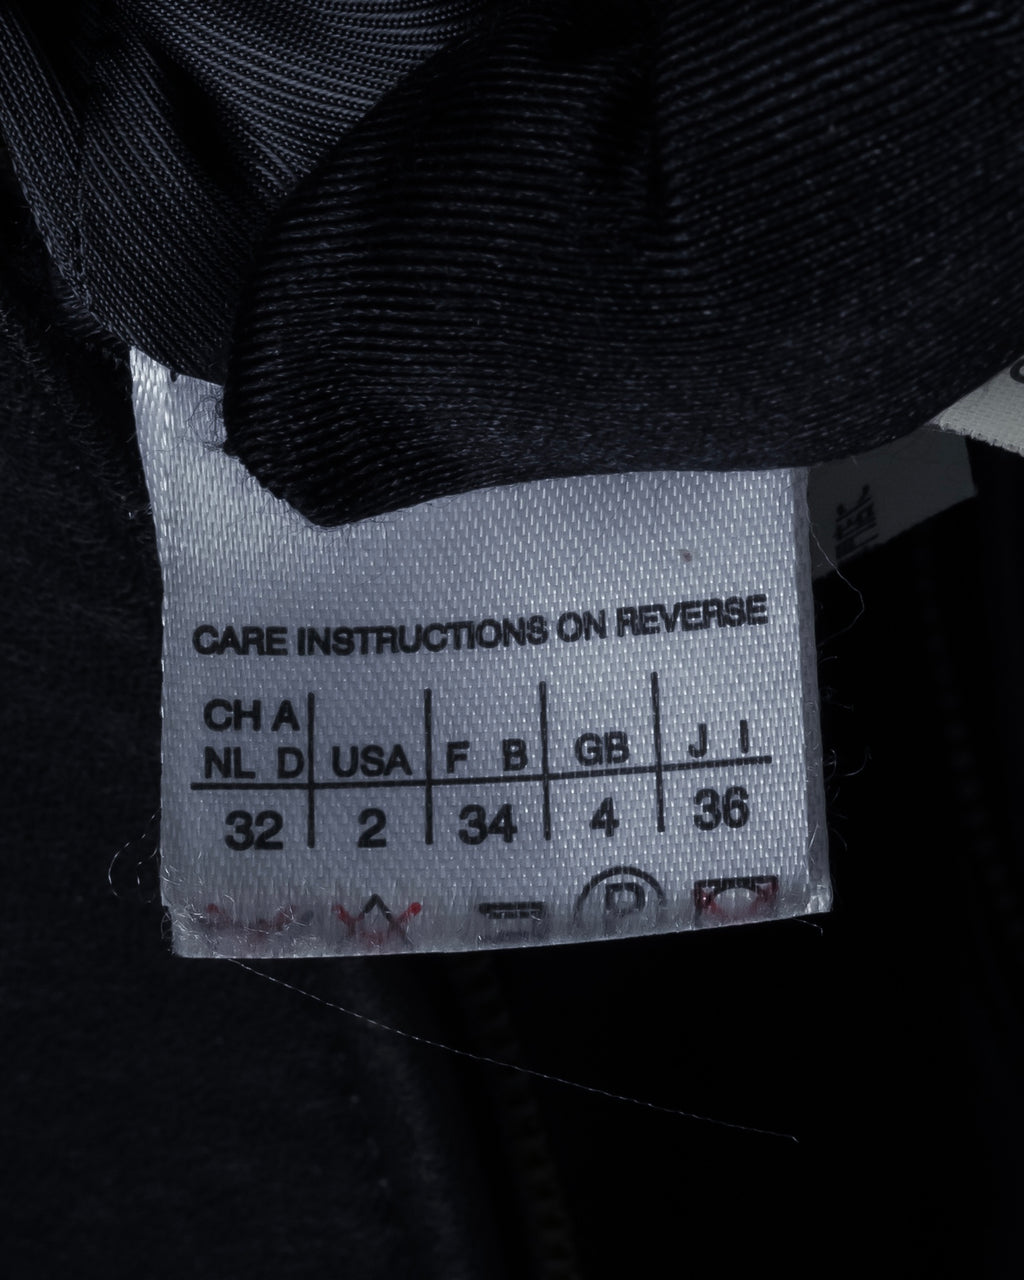 CARE INSTRUCTIONS ON REVERSE
CH A
NL D USA F B GB J I
32 2 34 4 36
P